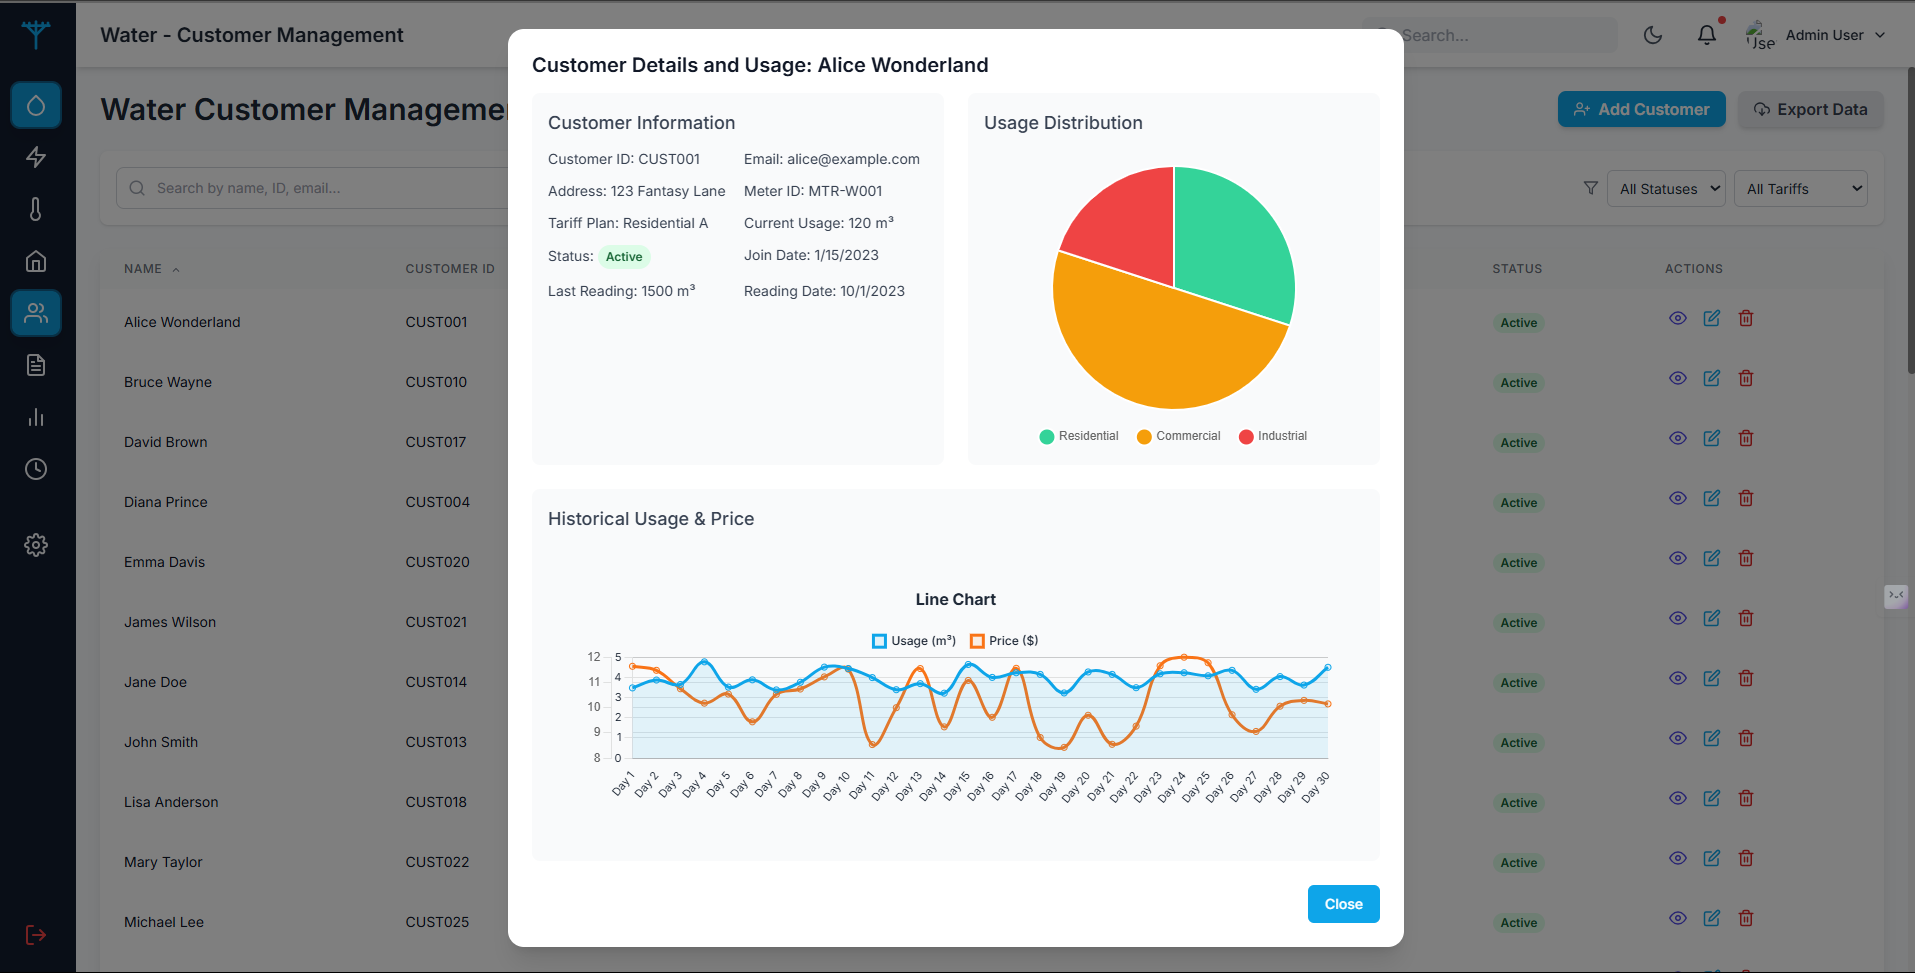 Water - Customer Management
Search...
Use
Admin User
Water Customer Manageme
Add Customer
Export Data
Search by name, ID, email...
All Statuses
All Tariffs
NAME
CUSTOMER ID
STATUS
ACTIONS
Alice Wonderland
CUST001
Active
Bruce Wayne
CUST010
Active
David Brown
CUST017
Active
Diana Prince
CUST004
Active
Emma Davis
CUST020
Active
James Wilson
CUST021
Active
Jane Doe
CUST014
Active
John Smith
CUST013
Active
Lisa Anderson
CUST018
Active
Mary Taylor
CUST022
Active
Michael Lee
CUST025
Active
Customer Details and Usage: Alice Wonderland
Customer Information
Customer ID: CUST001
Email: alice@example.com
Address: 123 Fantasy Lane
Meter ID: MTR-W001
Tariff Plan: Residential A
Current Usage: 120 m³
Status: Active
Join Date: 1/15/2023
Last Reading: 1500 m³
Reading Date: 10/1/2023
Usage Distribution
Residential
Commercial
Industrial
Historical Usage & Price
Line Chart
Usage (m³)
Price ($)
12
11
10
9
8
5
4
3
2
1
0
Day 1
Day 2
Day 3
Day 4
Day 5
Day 6
Day 7
Day 8
Day 9
Day 10
Day 11
Day 12
Day 13
Day 14
Day 15
Day 16
Day 17
Day 18
Day 19
Day 20
Day 21
Day 22
Day 23
Day 24
Day 25
Day 26
Day 27
Day 28
Day 29
Day 30
Close